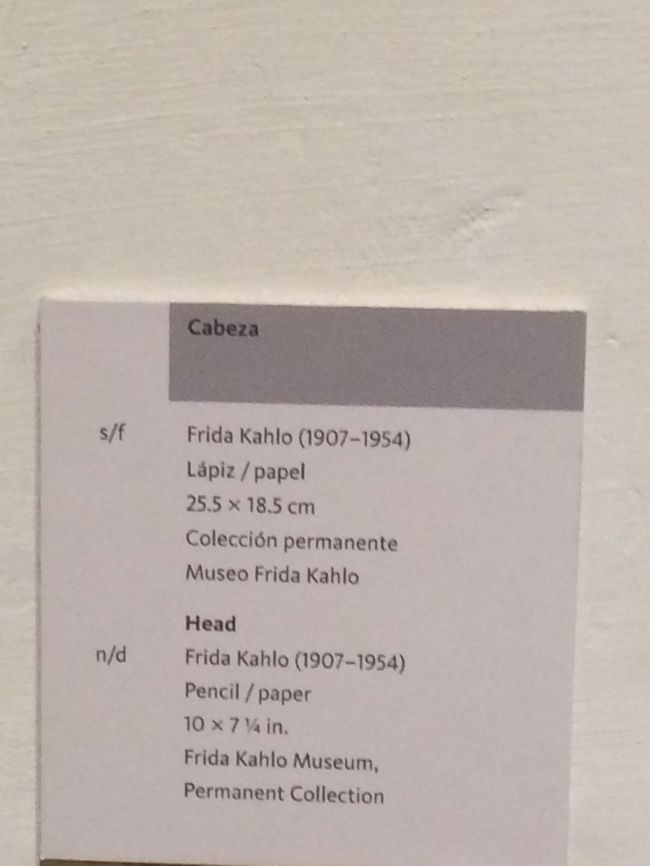 Cabeza
s/f Frida Kahlo (1907–1954)
Lápiz / papel
25.5 × 18.5 cm
Colección permanente
Museo Frida Kahlo
Head
n/d Frida Kahlo (1907–1954)
Pencil / paper
10 × 7 ¼ in.
Frida Kahlo Museum,
Permanent Collection